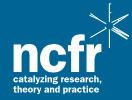 ncfr
catalyzing research,
theory and practice